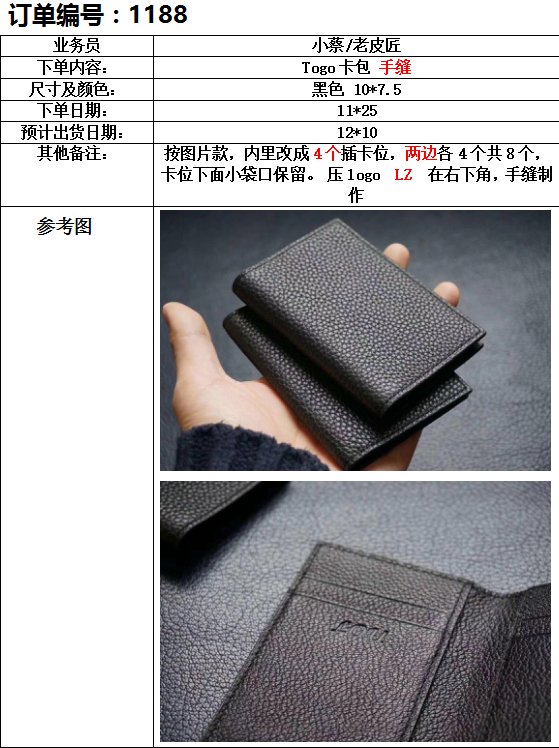 订单编号：1188
业务员
小蔡/老皮匠
下单内容：
Togo卡包 手缝
尺寸及颜色：
黑色 10*7.5
下单日期：
11*25
预计出货日期：
12*10
其他备注：
按图片款，内里改成4个插卡位，两边各4个共8个，
卡位下面小袋口保留。压logo LZ 在右下角，手缝制
作
参考图